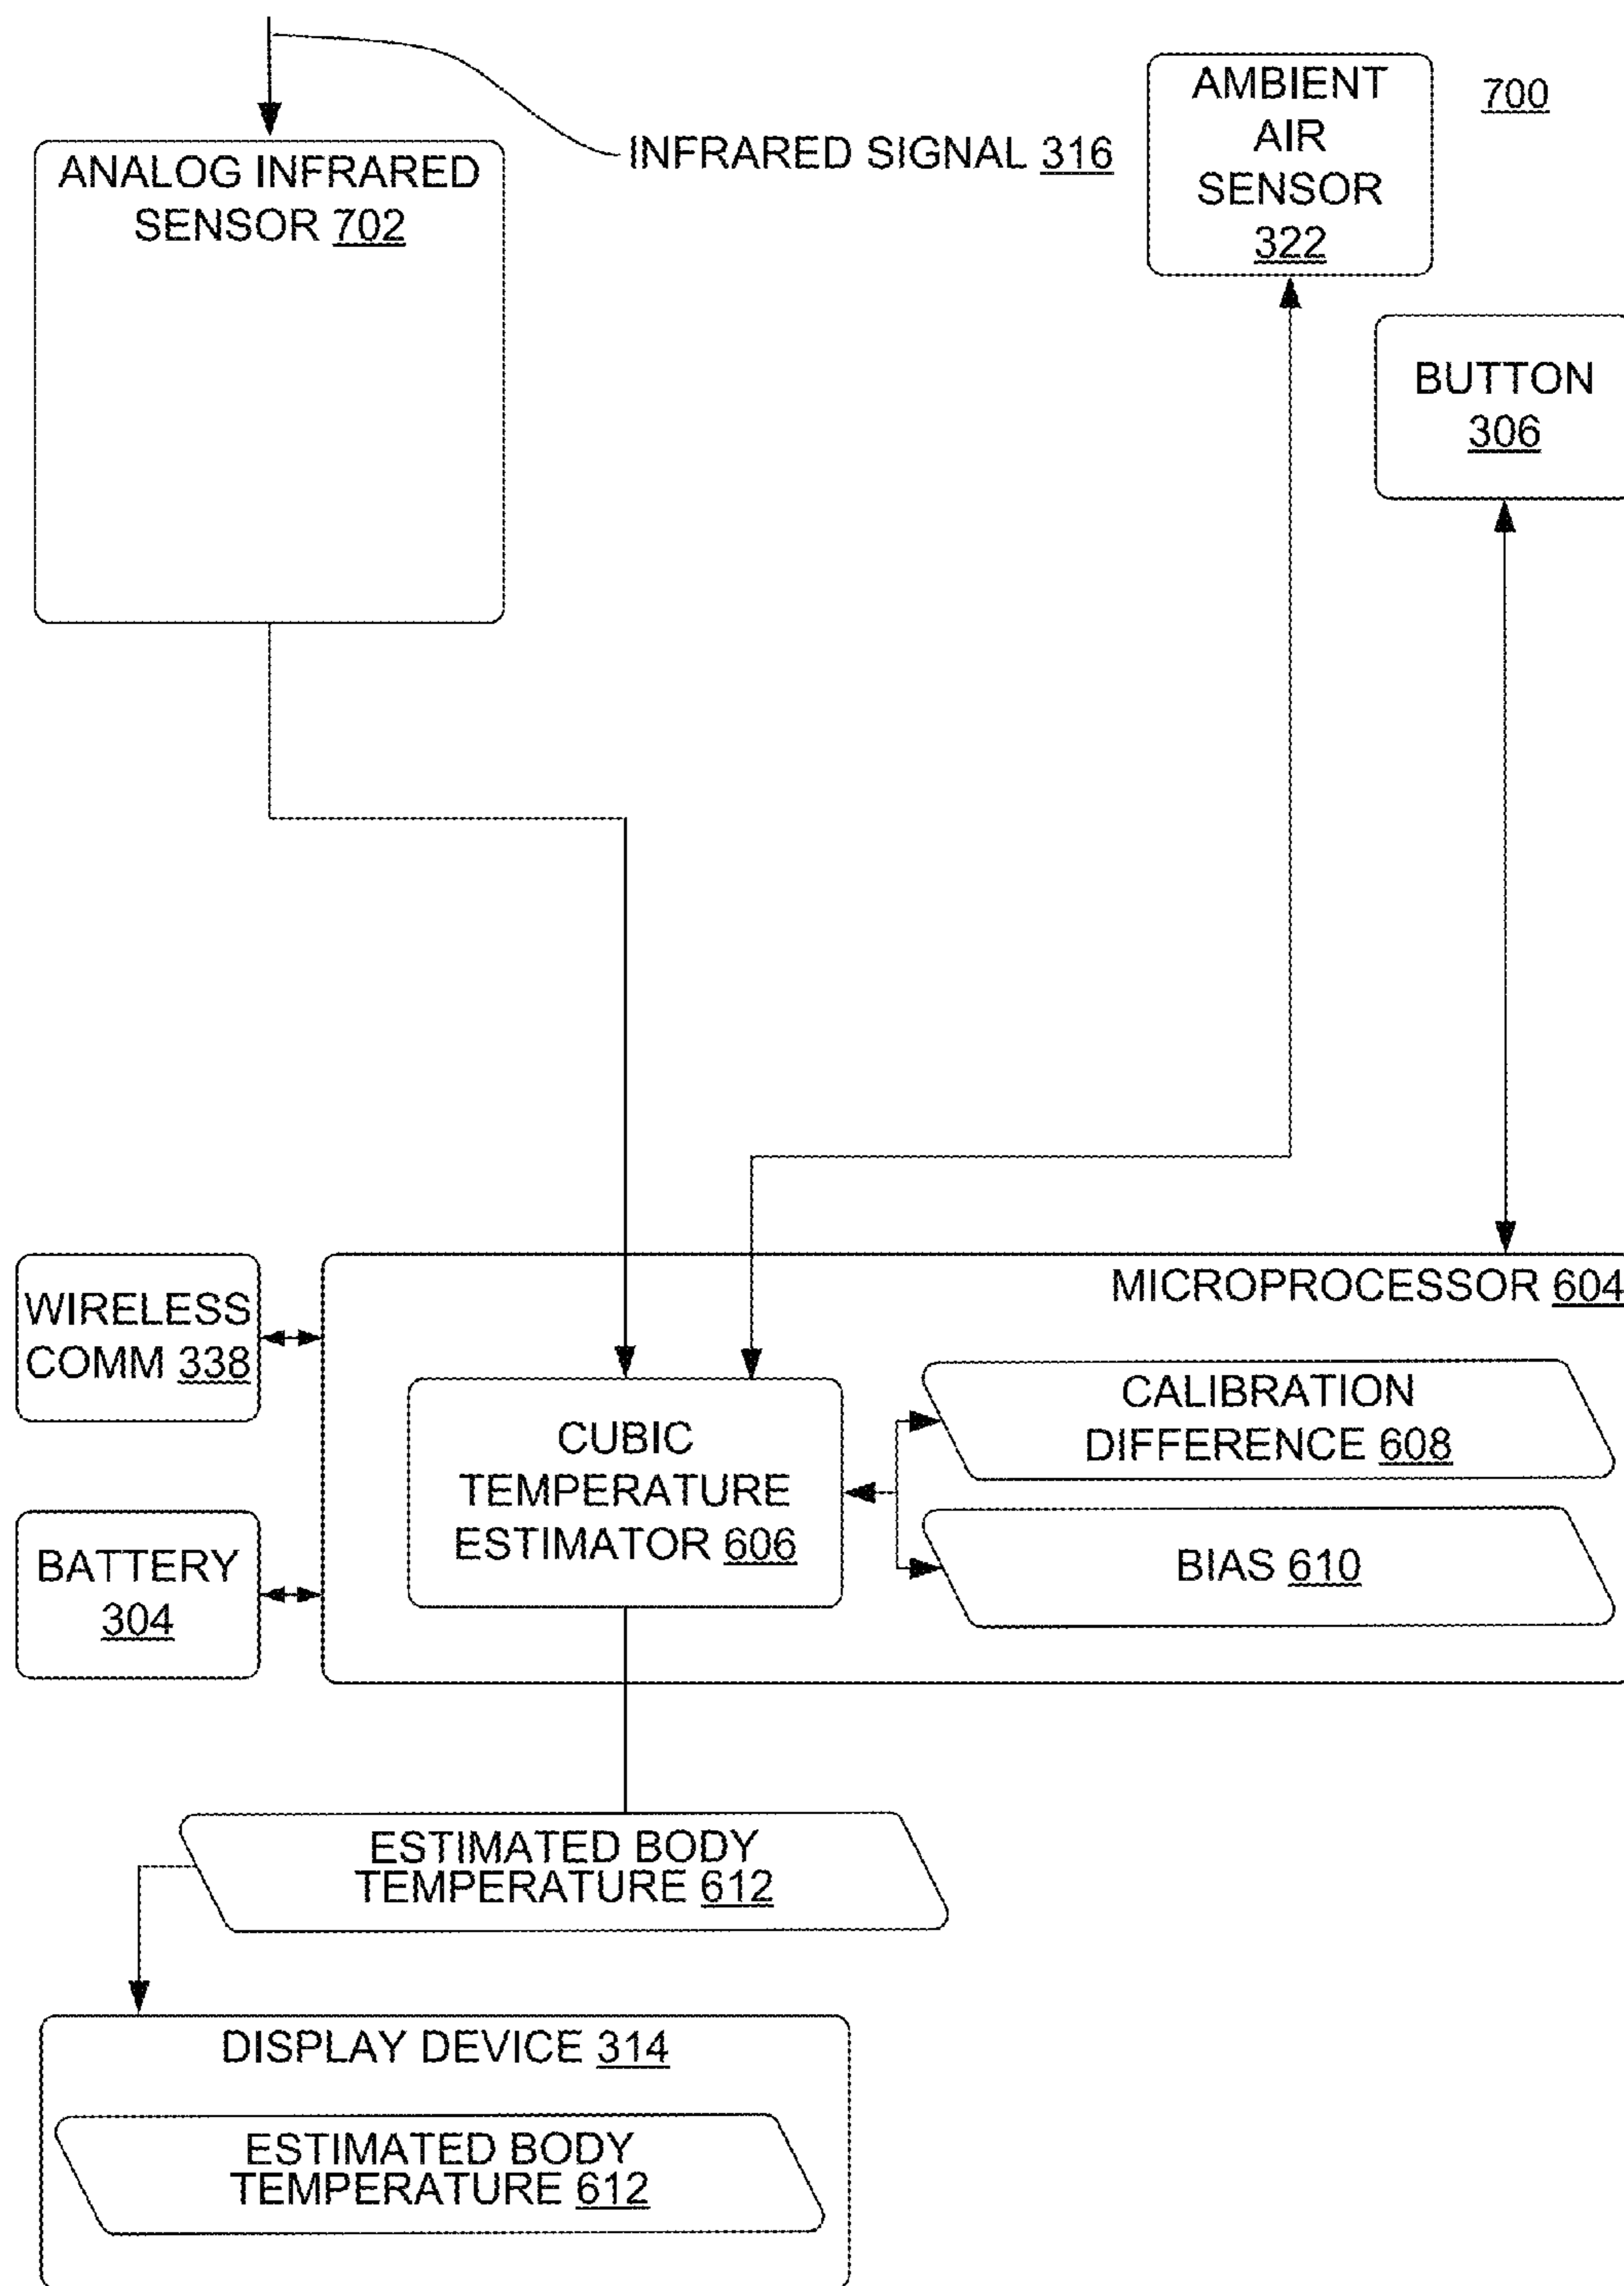 ANALOG INFRARED
SENSOR 702
INFRARED SIGNAL 316
AMBIENT
AIR
SENSOR
322
700
BUTTON
306
MICROPROCESSOR 604
WIRELESS
COMM 338
CUBIC
TEMPERATURE
ESTIMATOR 606
CALIBRATION
DIFFERENCE 608
BIAS 610
BATTERY
304
ESTIMATED BODY
TEMPERATURE 612
DISPLAY DEVICE 314
ESTIMATED BODY
TEMPERATURE 612